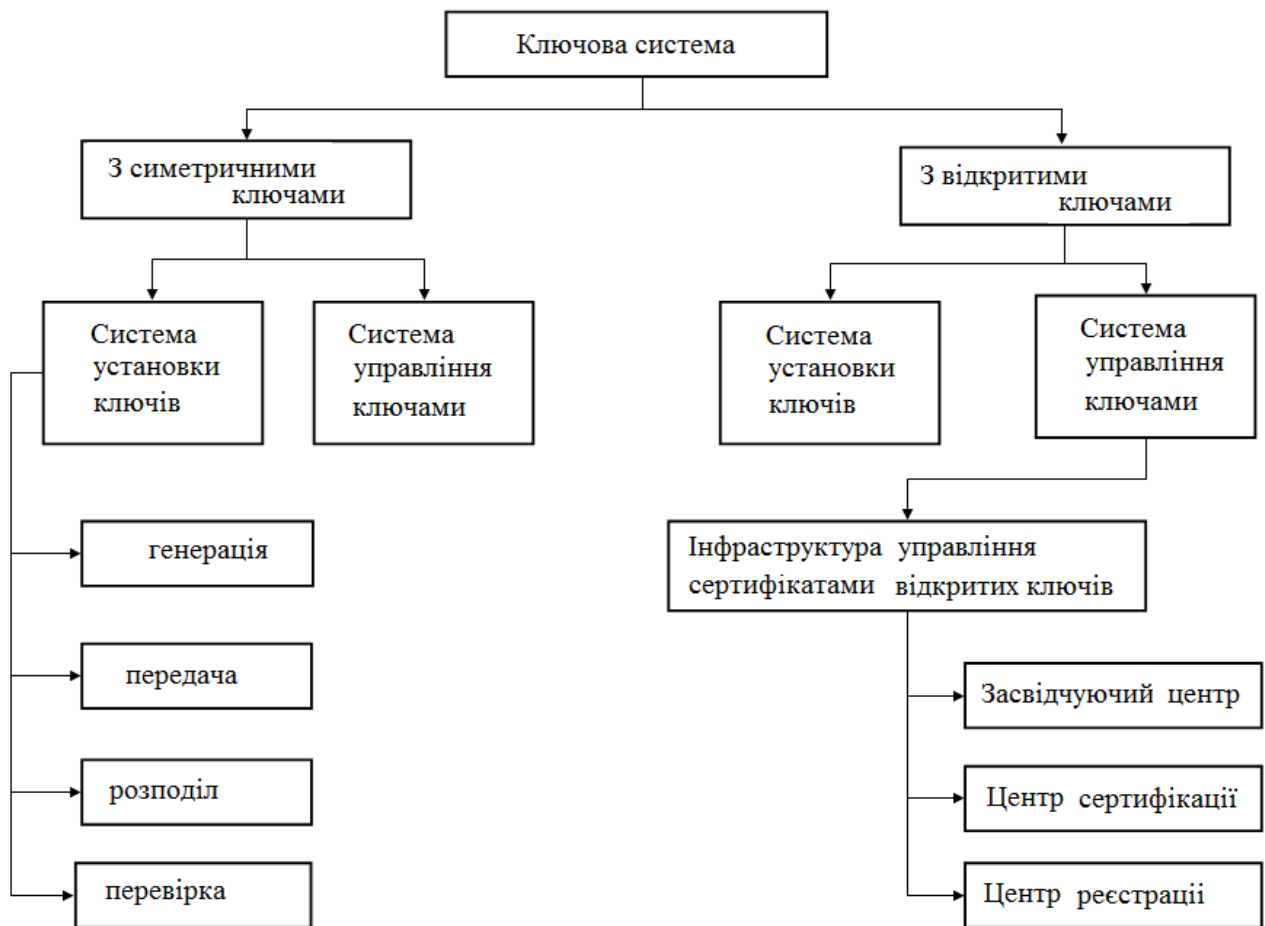 Ключова система
З симетричними
ключами
З відкритими
ключами
Система
установки
ключів
Система
управління
ключами
Система
установки
ключів
Система
управління
ключами
генерація
передача
розподіл
перевірка
Інфраструктура управління
сертифікатами відкритих ключів
Засвідчуючий центр
Центр сертифікації
Центр реєстрації